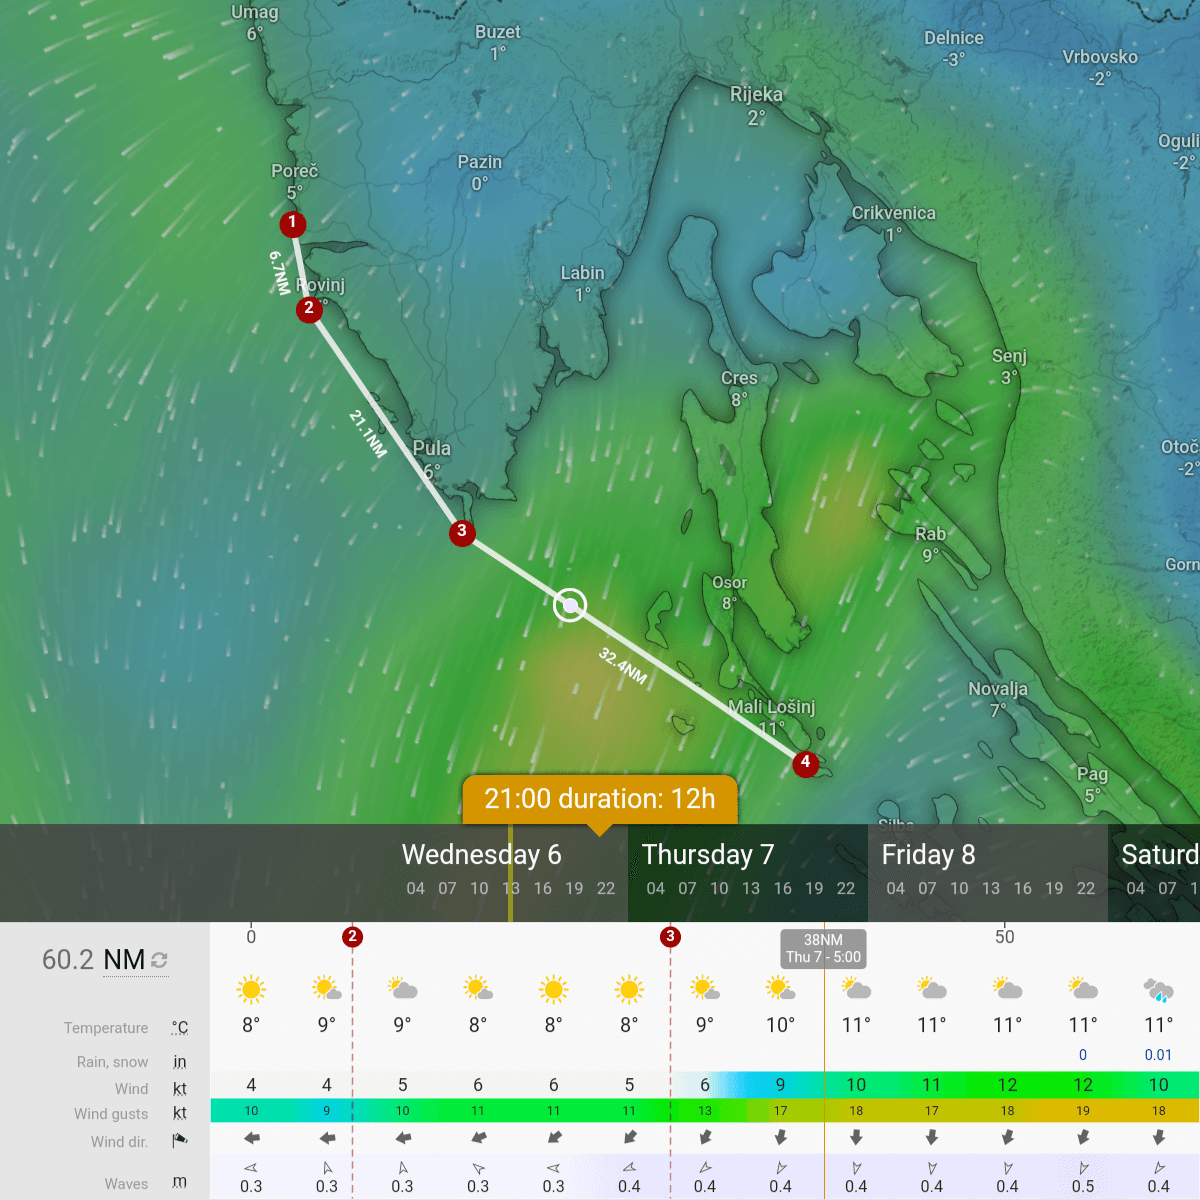 Umag
6°
Buzet
1°
Delnice
-3°
Vrbovsko
-2°
Rijeka
2°
Oguli
-2°
Pazin
0°
Poreč
5°
1
Crikvenica
1°
6.7NM
Rovinj
2
Labin
1°
Senj
3°
Cres
8°
21.1NM
Pula
6°
Otoč
-2°
3
Rab
9°
Gorn
Osor
8°
32.4NM
Novalja
7°
Mali Lošinj
11°
4
Pag
5°
21:00 duration: 12h
Silba
Wednesday 6 Thursday 7 Friday 8 Saturd
04 07 10 13 16 19 22 04 07 10 13 16 19 22 04 07 10 13 16 19 22 04 07 1
60.2 NM
0 2 3 50
38NM
Thu 7 - 5:00
Temperature °C 8° 9° 9° 8° 8° 8° 9° 10° 11° 11° 11° 11° 11°
Rain, snow in 0 0.01
Wind kt 4 4 5 6 6 5 6 9 10 11 12 12 10
Wind gusts kt 10 9 10 11 11 11 13 17 18 17 18 19 18
Wind dir.
Waves m 0.3 0.3 0.3 0.3 0.3 0.4 0.4 0.4 0.4 0.4 0.4 0.5 0.4